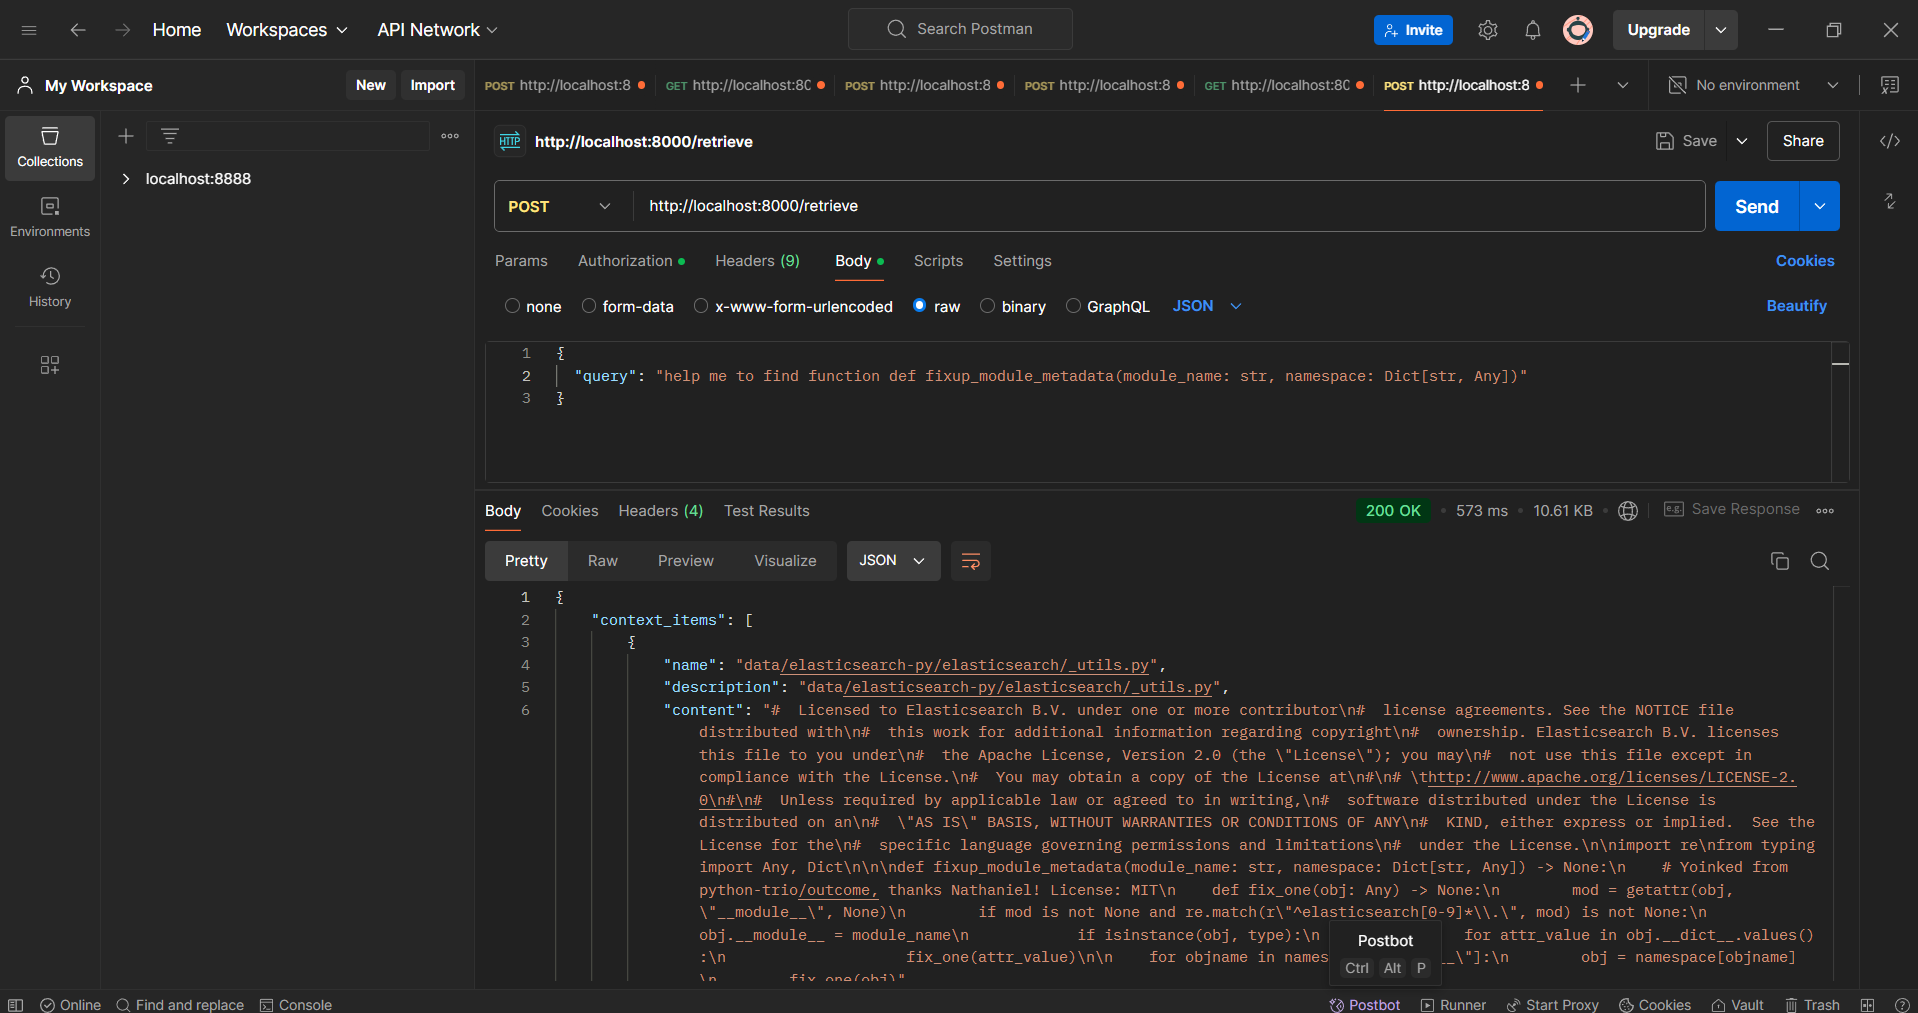 Home Workspaces API Network Search Postman Invite Upgrade
My Workspace New Import
POST http://localhost:8 GET http://localhost:80 POST http://localhost:8 POST http://localhost:8 GET http://localhost:80 POST http://localhost:8 No environment
Collections
Environments
History
localhost:8888
HTTP http://localhost:8000/retrieve Save Share
POST http://localhost:8000/retrieve Send
Params Authorization Headers (9) Body Scripts Settings Cookies
none form-data x-www-form-urlencoded raw binary GraphQL JSON Beautify
1 {
2 "query": "help me to find function def fixup_module_metadata(module_name: str, namespace: Dict[str, Any])"
3 }
Body Cookies Headers (4) Test Results 200 OK 573 ms 10.61 KB e.g. Save Response
Pretty Raw Preview Visualize JSON
1 {
2 "context_items": [
3 {
4 "name": "data/elasticsearch-py/elasticsearch/_utils.py",
5 "description": "data/elasticsearch-py/elasticsearch/_utils.py",
6 "content": "#  Licensed to Elasticsearch B.V. under one or more contributor\n#  license agreements. See the NOTICE file
distributed with\n#  this work for additional information regarding copyright\n#  ownership. Elasticsearch B.V. licenses
this file to you under\n#  the Apache License, Version 2.0 (the \"License\"); you may\n#  not use this file except in
compliance with the License.\n#  You may obtain a copy of the License at\n#\n# \thttp://www.apache.org/licenses/LICENSE-2.
0\n#\n#  Unless required by applicable law or agreed to in writing,\n#  software distributed under the License is
distributed on an\n#  \"AS IS\" BASIS, WITHOUT WARRANTIES OR CONDITIONS OF ANY\n#  KIND, either express or implied.  See the
License for the\n#  specific language governing permissions and limitations\n#  under the License.\n\nimport re\nfrom typing
import Any, Dict\n\n\ndef fixup_module_metadata(module_name: str, namespace: Dict[str, Any]) -> None:\n    # Yoinked from
python-trio/outcome, thanks Nathaniel! License: MIT\n    def fix_one(obj: Any) -> None:\n        mod = getattr(obj,
\"__module__\", None)\n        if mod is not None and re.match(r\"^elasticsearch[0-9]*\\.\", mod) is not None:\n
obj.__module__ = module_name\n            if isinstance(obj, type):\n for attr_value in obj.__dict__.values()
:\n                    fix_one(attr_value)\n\n    for objname in names __\"]:\n        obj = namespace[objname]
\n        fix_one(obj)"
Postbot
Ctrl Alt P
Online Find and replace Console Postbot Runner Start Proxy Cookies Vault Trash